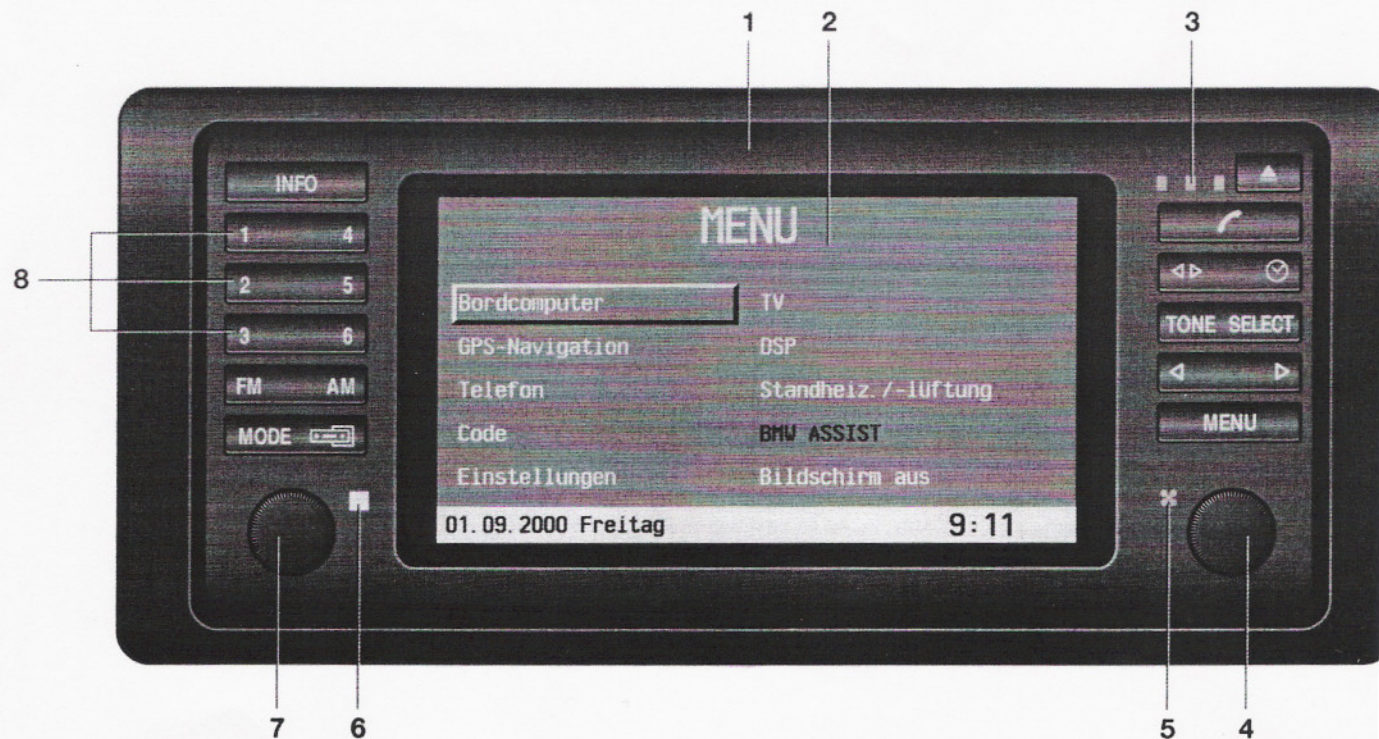 1 2 3
INFO
1 4
2 5
3 6
FM AM
MODE
8
MENU
Bordcomputer TV
GPS-Navigation DSP
Telefon Standheiz./-lüftung
Code BMW ASSIST
Einstellungen Bildschirm aus
01.09.2000 Freitag 9:11
TONE SELECT
MENU
7 6 5 4